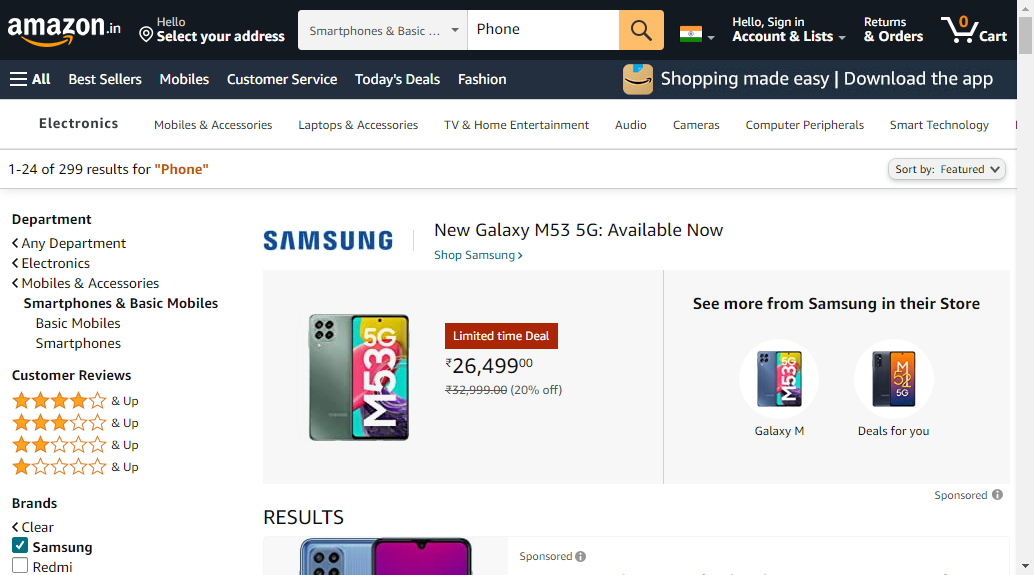 amazon.in
Hello
Select your address
Smartphones & Basic ...
Phone
Hello, Sign in
Account & Lists
Returns
& Orders
0
Cart
All
Best Sellers
Mobiles
Customer Service
Today's Deals
Fashion
Shopping made easy | Download the app
Electronics
Mobiles & Accessories
Laptops & Accessories
TV & Home Entertainment
Audio
Cameras
Computer Peripherals
Smart Technology
1-24 of 299 results for "Phone"
Sort by: Featured
Department
Any Department
Electronics
Mobiles & Accessories
Smartphones & Basic Mobiles
Basic Mobiles
Smartphones
Customer Reviews
& Up
& Up
& Up
& Up
Brands
Clear
Samsung
Redmi
SAMSUNG
New Galaxy M53 5G: Available Now
Shop Samsung
5G
M53
Limited time Deal
₹26,49900
₹32,999.00 (20% off)
See more from Samsung in their Store
M53 5G
Galaxy M
M
52
5G
Deals for you
Sponsored
RESULTS
Sponsored